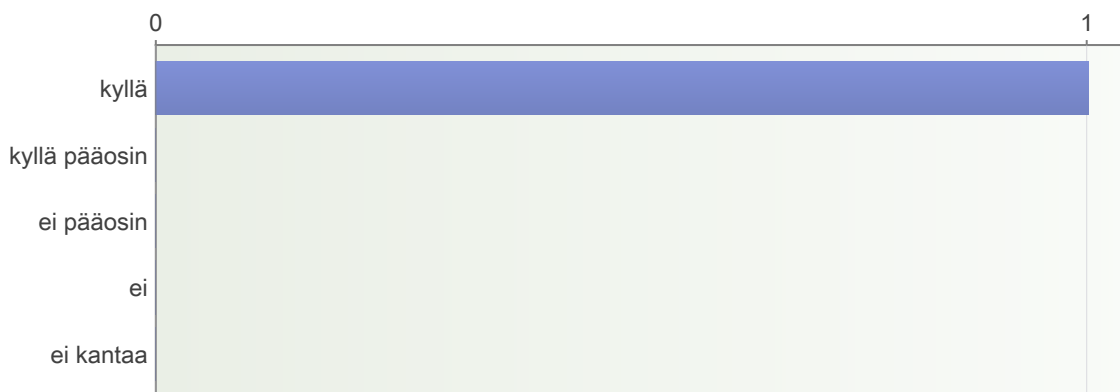 0 1
kyllä
kyllä pääosin
ei pääosin
ei
ei kantaa